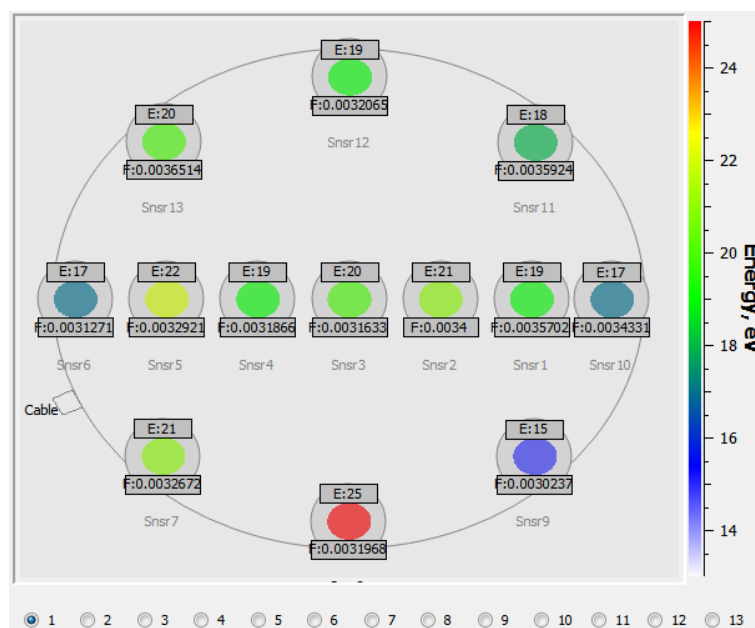 E:19
F:0.0032065
Snsr12
E:20
F:0.0036514
Snsr13
E:18
F:0.0035924
Snsr11
E:17
F:0.0031271
Snsr6
E:22
F:0.0032921
Snsr5
E:19
F:0.0031866
Snsr4
E:20
F:0.0031633
Snsr3
E:21
F:0.0034
Snsr2
E:19
F:0.0035702
Snsr1
E:17
F:0.0034331
Snsr10
Cable
E:21
F:0.0032672
Snsr7
E:25
F:0.0031968
E:15
F:0.0030237
Snsr9
24
22
20
18
16
14
Energy, eV
1 2 3 4 5 6 7 8 9 10 11 12 13